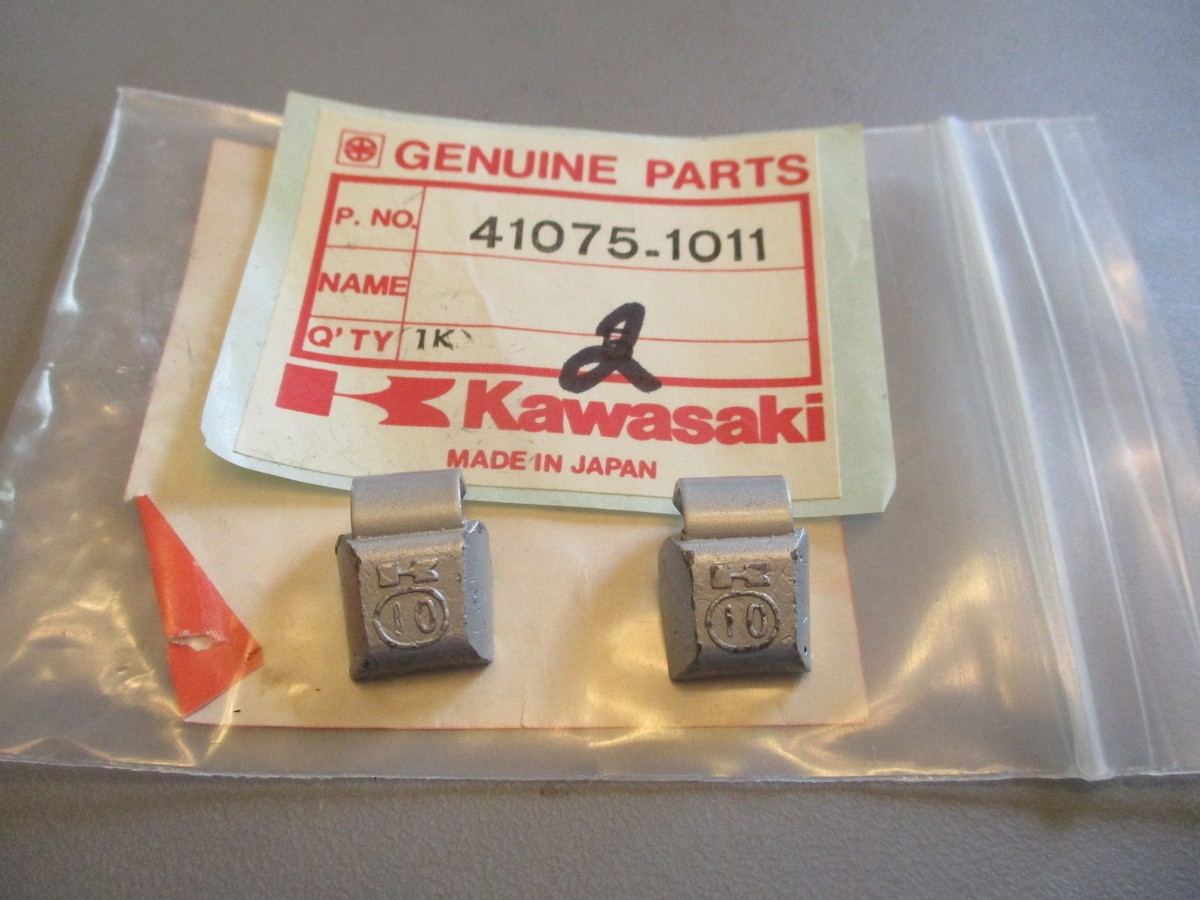 GENUINE PARTS
P. NO. 41075-1011
NAME
Q'TY (1K) 2
Kawasaki
MADE IN JAPAN
K K
10 10